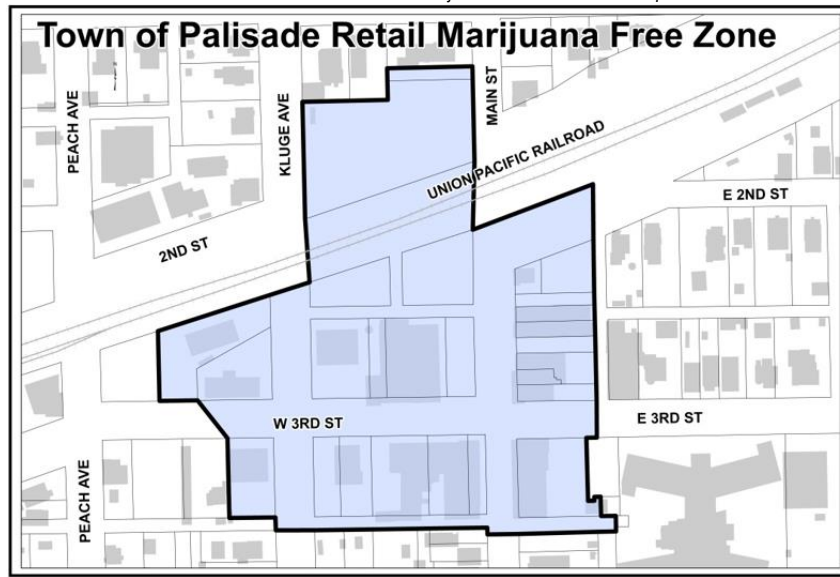 Town of Palisade Retail Marijuana Free Zone
PEACH AVE
KLUGE AVE
MAIN ST
UNION PACIFIC RAILROAD
E 2ND ST
2ND ST
W 3RD ST
E 3RD ST
PEACH AVE